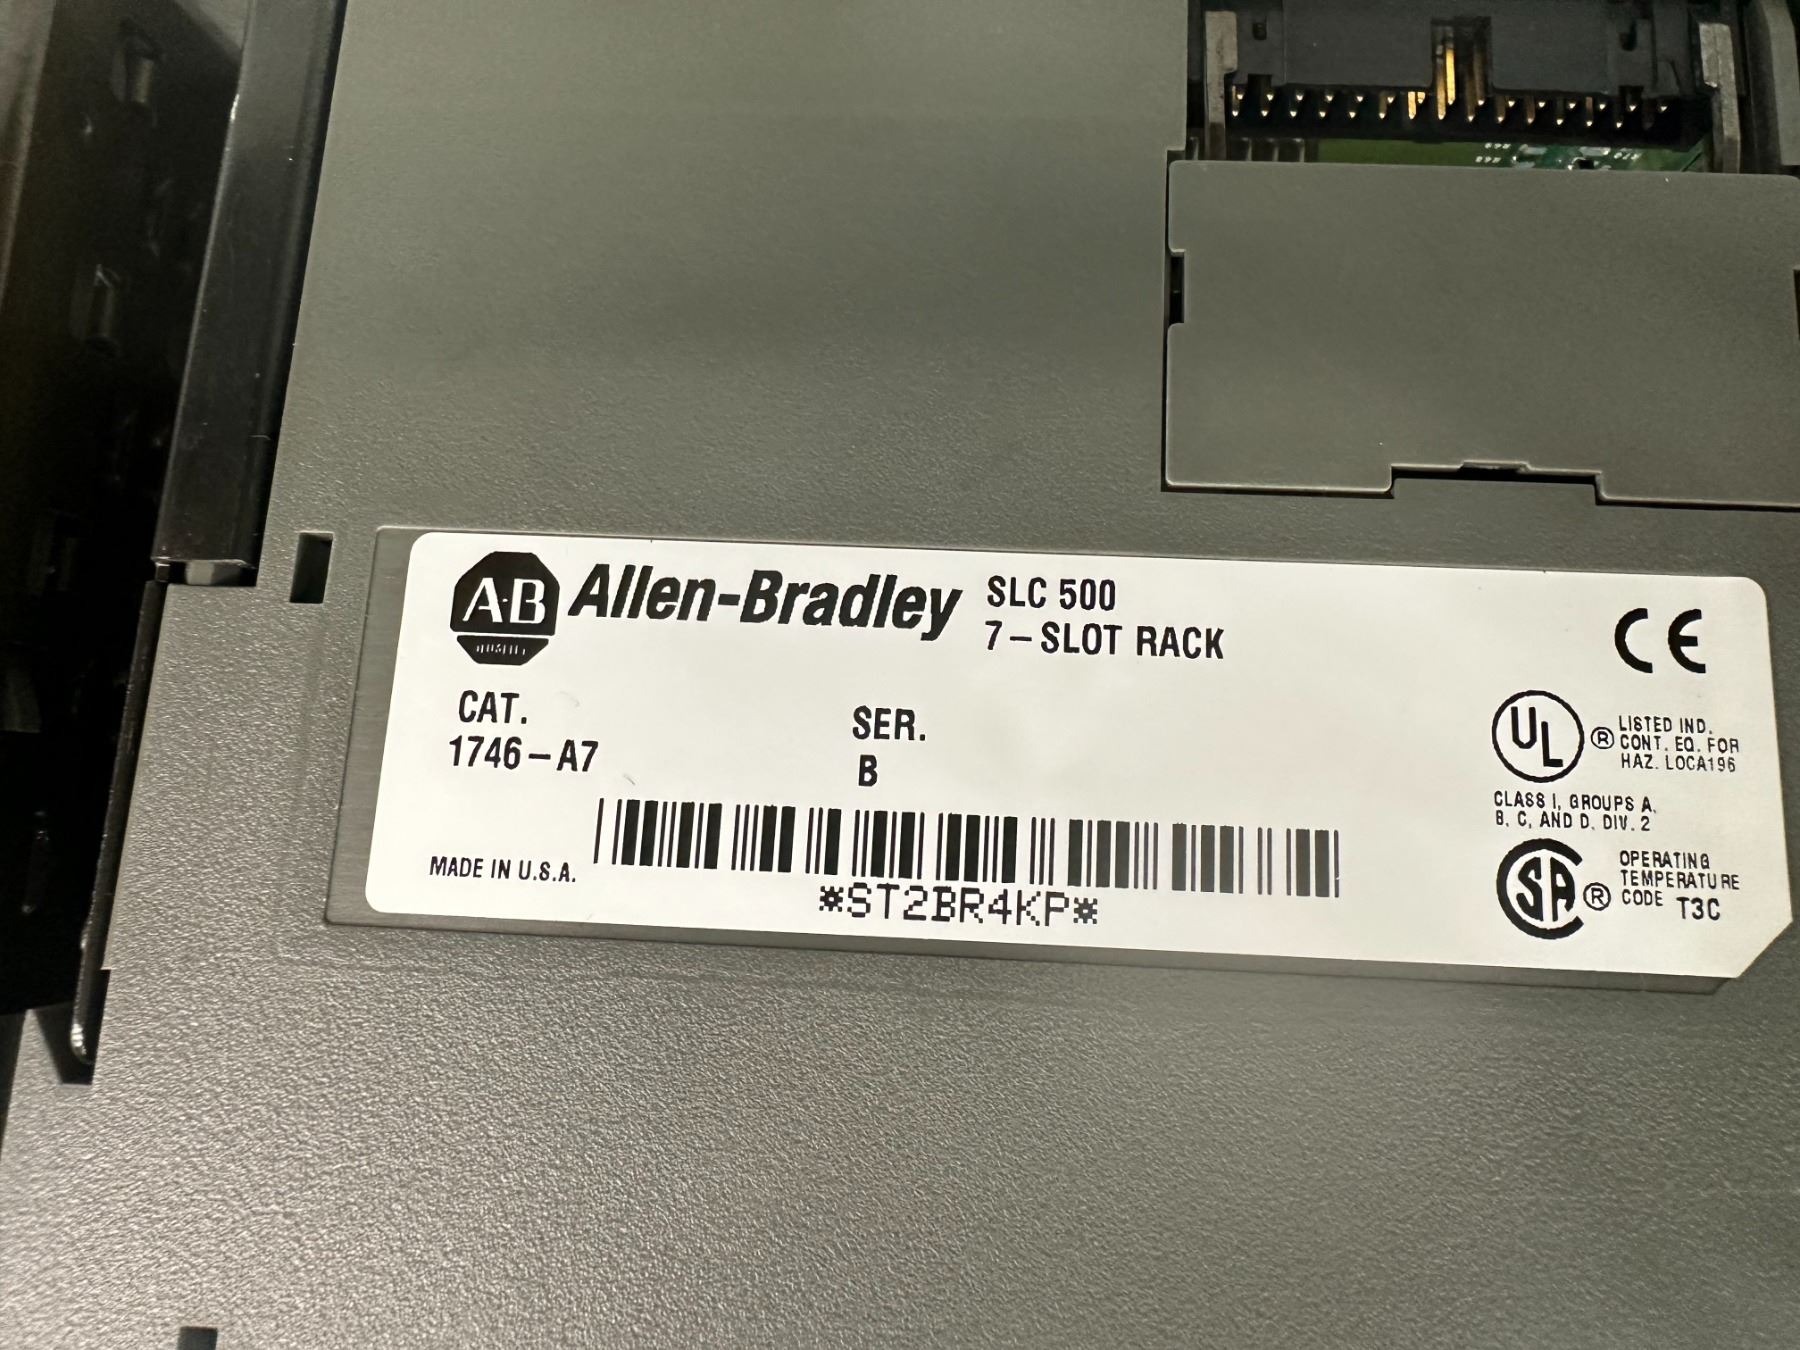 A-B
Allen-Bradley
SLC 500
7-SLOT RACK
CAT.
1746-A7
SER.
B
MADE IN U.S.A.
*ST2BR4KP*
CE
UL ® LISTED IND.
CONT. EQ. FOR
HAZ. LOCA196
CLASS I, GROUPS A,
B, C, AND D, DIV. 2
SA ®
OPERATING
TEMPERATURE
CODE T3C